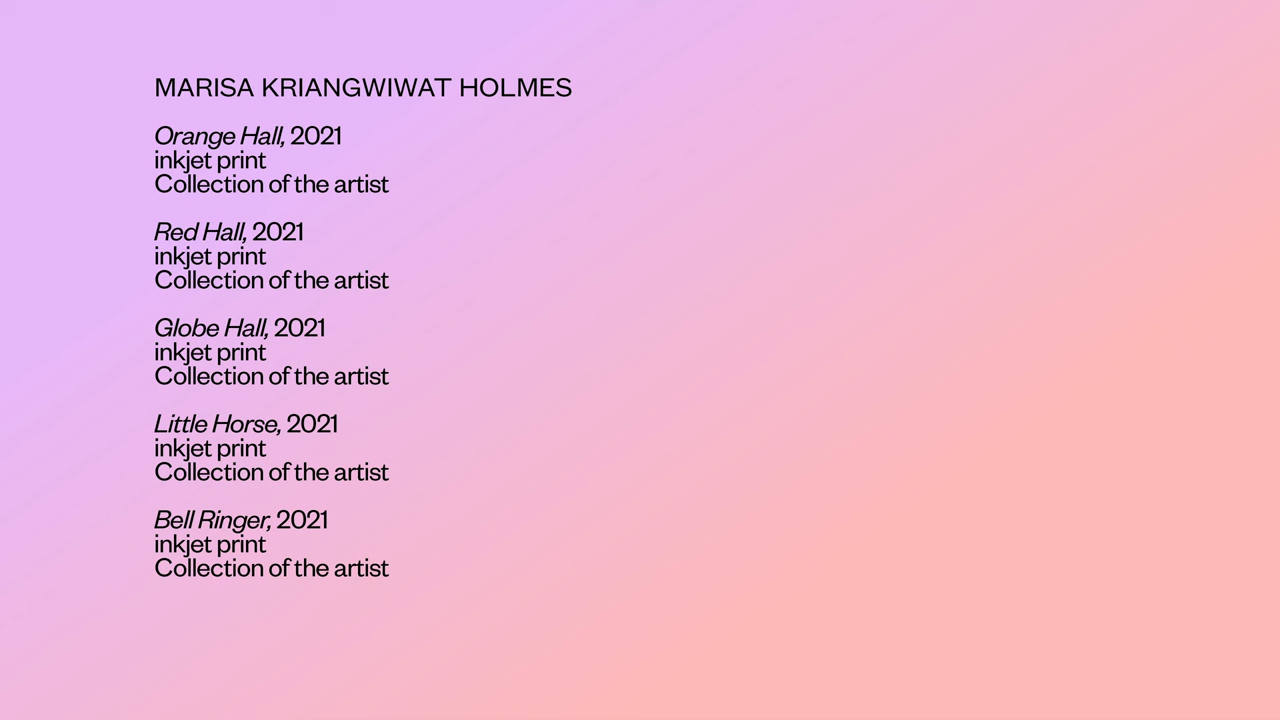 MARISA KRIANGWIWAT HOLMES
Orange Hall, 2021
inkjet print
Collection of the artist
Red Hall, 2021
inkjet print
Collection of the artist
Globe Hall, 2021
inkjet print
Collection of the artist
Little Horse, 2021
inkjet print
Collection of the artist
Bell Ringer, 2021
inkjet print
Collection of the artist